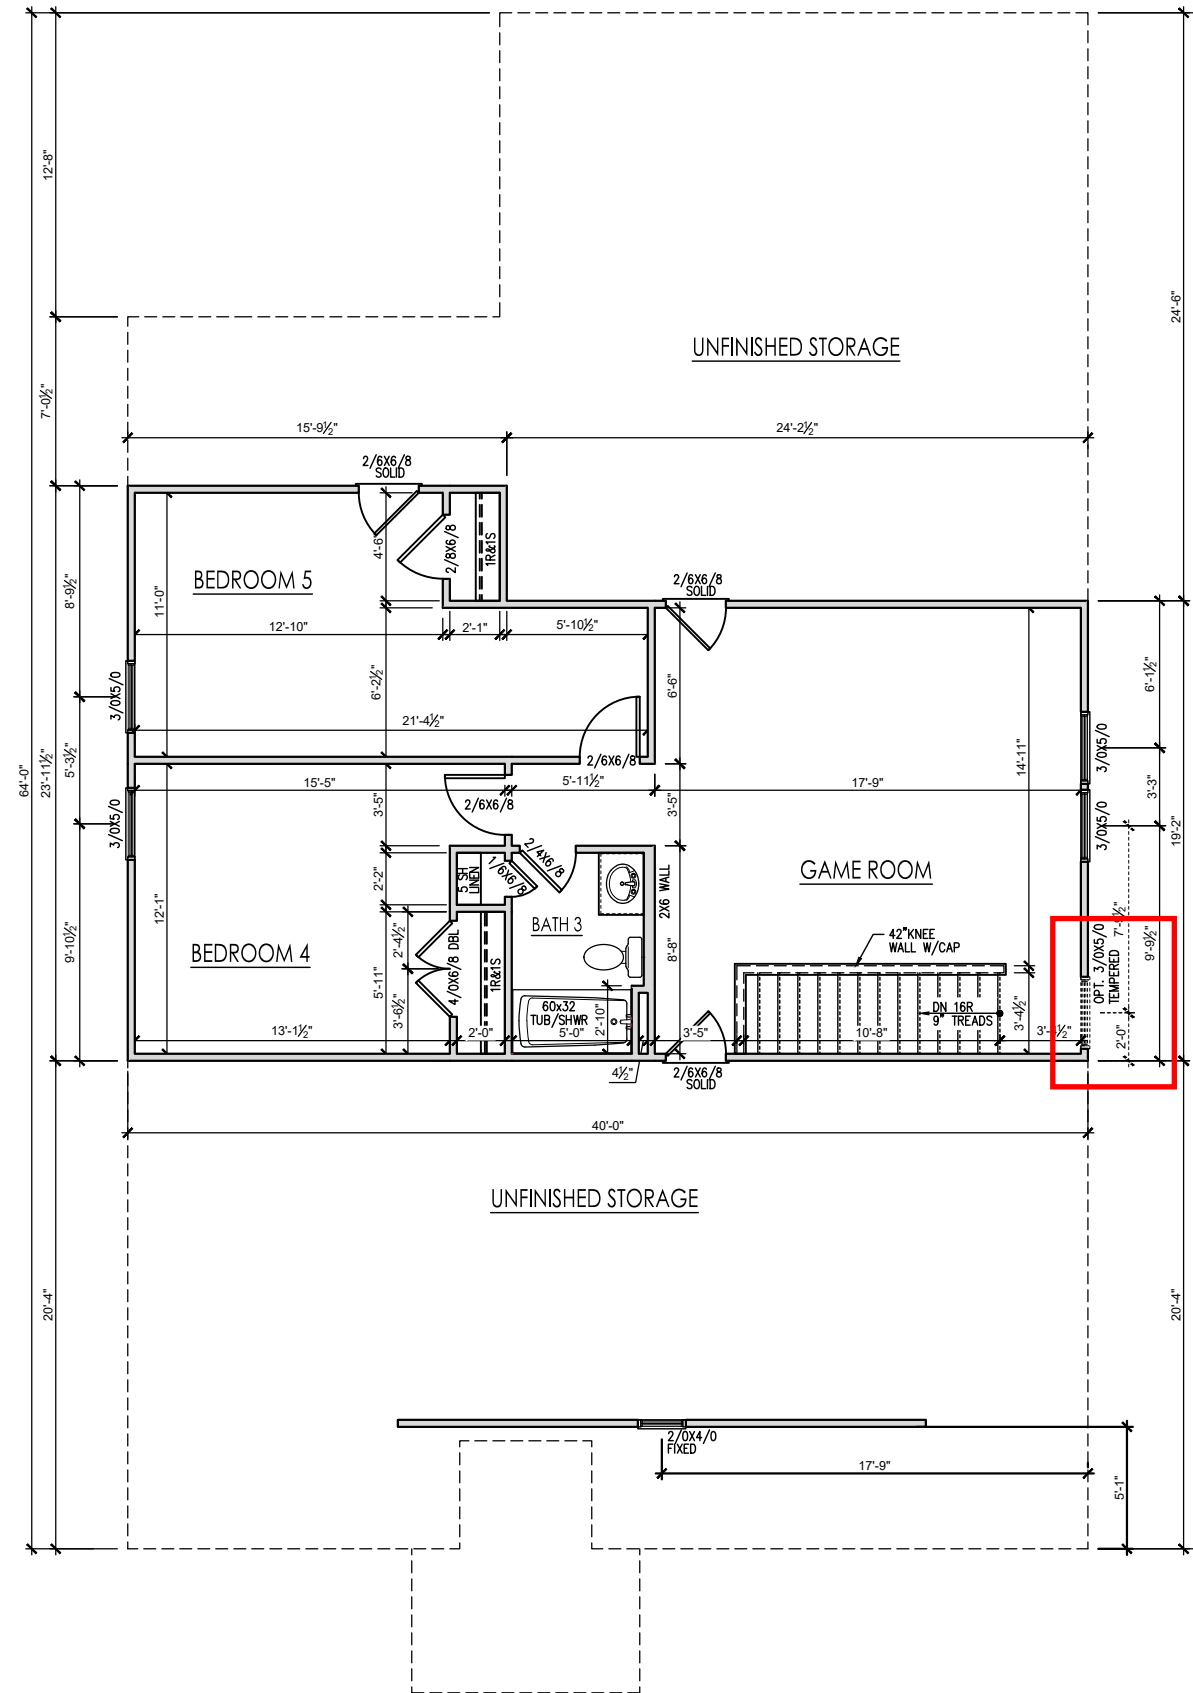 12'-8"
24'-6"
UNFINISHED STORAGE
7'-0½"
15'-9½"
24'-2½"
2/6X6/8
SOLID
4'-6"
2/8X6/8
1R&1S
BEDROOM 5
11'-0"
8'-9½"
2/6X6/8
SOLID
12'-10"
2'-1"
5'-10½"
6'-2½"
6'-6"
6'-1½"
3/0X5/0
21'-4½"
2/6X6/8
14'-11"
3/0X5/0
64'-0"
23'-11½"
5'-3½"
15'-5"
5'-11½"
17'-9"
3'-3"
2/6X6/8
3'-5"
3'-5"
3/0X5/0
3/0X5/0
19'-2"
2/4X6/8
1/6X6/8
5 SH
LINEN
2'-2"
12'-1"
2X6 WALL
GAME ROOM
7'-9½"
9'-10½"
BEDROOM 4
2'-4½"
4/0X6/8 DBL
1R&1S
5'-11"
3'-6½"
BATH 3
8'-8"
42"KNEE
WALL W/CAP
OPT. 3/0X5/0
TEMPERED
9'-9½"
60x32
TUB/SHWR
2'-10"
DN 16R
9" TREADS
3'-4½"
13'-1½"
2'-0"
5'-0"
3'-5"
10'-8"
3'-4½"
2'-0"
4½"
2/6X6/8
SOLID
40'-0"
UNFINISHED STORAGE
20'-4"
20'-4"
2/0X4/0
FIXED
17'-9"
5'-1"